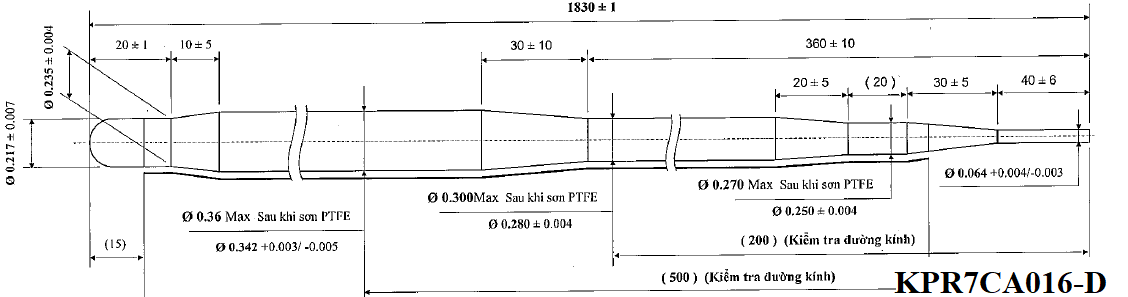 1830 ± 1
20 ± 1
10 ± 5
30 ± 10
360 ± 10
Ø 0.235 ± 0.004
20 ± 5
( 20 )
30 ± 5
40 ± 6
Ø 0.217 ± 0.007
Ø 0.064 +0.004/-0.003
Ø 0.270 Max Sau khi sơn PTFE
Ø 0.250 ± 0.004
Ø 0.300Max Sau khi sơn PTFE
Ø 0.280 ± 0.004
Ø 0.36 Max Sau khi sơn PTFE
Ø 0.342 +0.003/ -0.005
(15)
( 200 ) (Kiểm tra đường kính)
( 500 ) (Kiểm tra đường kính)
KPR7CA016-D